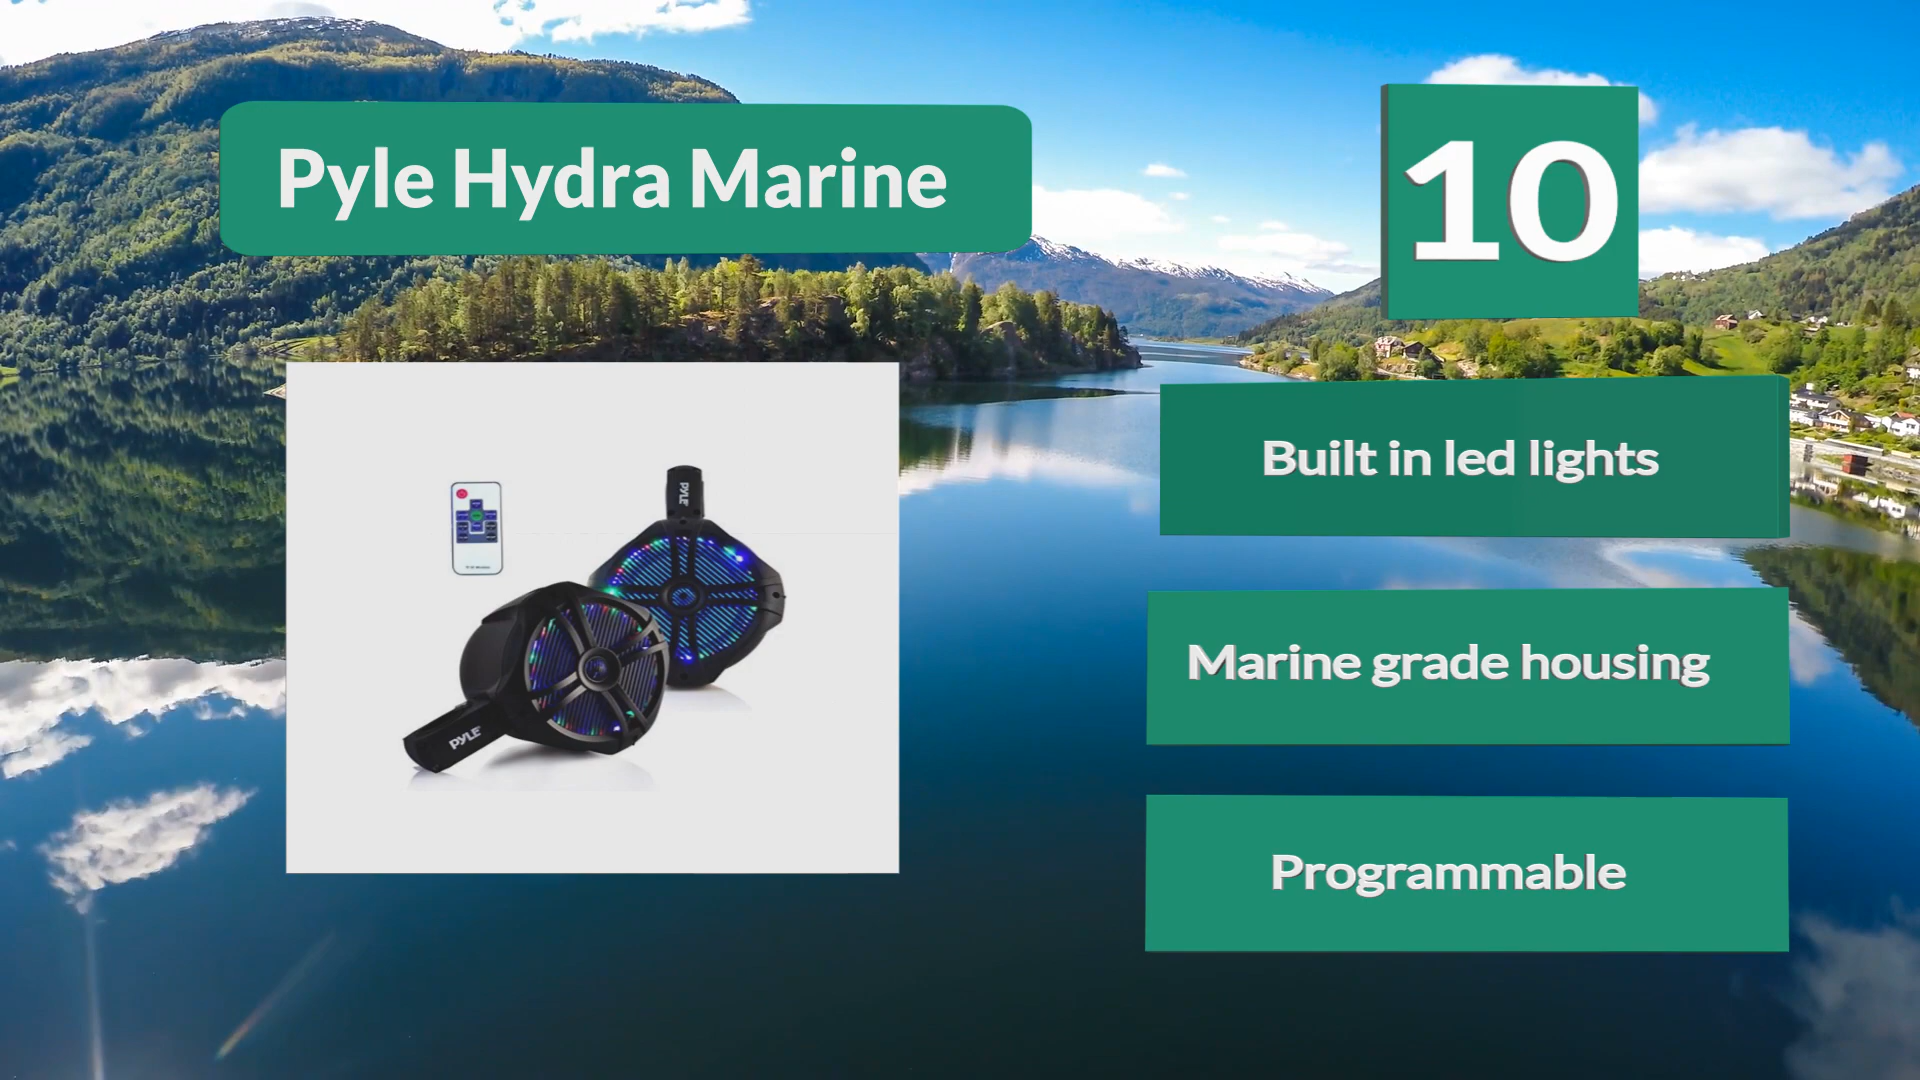 Pyle Hydra Marine
10
Built in led lights
Marine grade housing
Programmable
PYLE
PYLE